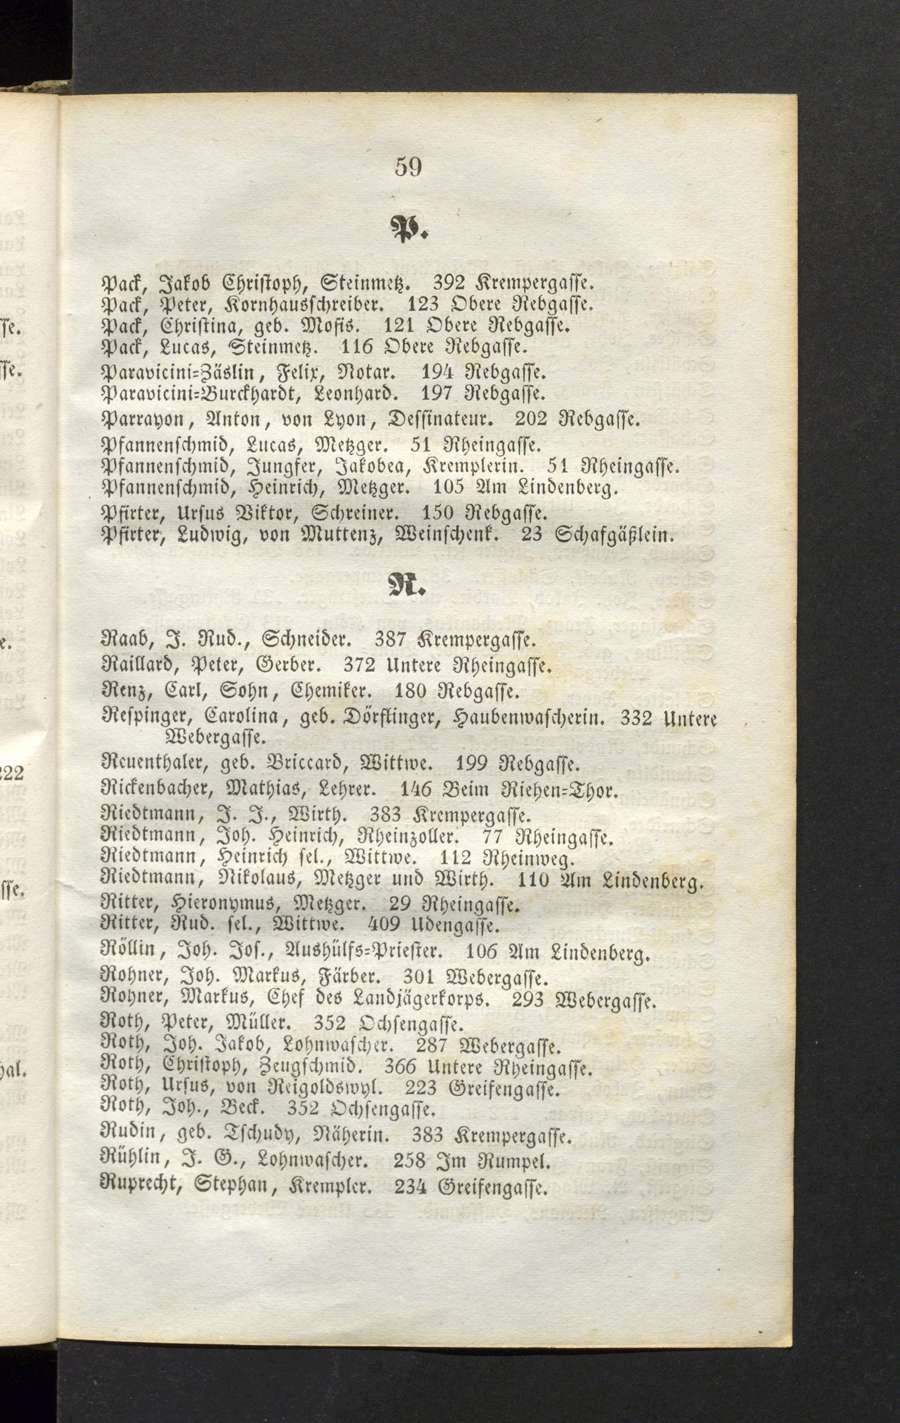 59
P.
Pack, Jakob Christoph, Steinmetz. 392 Krempergasse.
Pack, Peter, Kornhausschreiber. 123 Obere Rebgasse.
Pack, Christina, geb. Mosis. 121 Obere Rebgasse.
Pack, Lucas, Steinmetz. 116 Obere Rebgasse.
Paravicini-Zäslin, Felix, Notar. 194 Rebgasse.
Paravicini-Burckhardt, Leonhard. 197 Rebgasse.
Parrayon, Anton, von Lyon, Dessinateur. 202 Rebgasse.
Pfannenschmid, Lucas, Metzger. 51 Rheingasse.
Pfannenschmid, Jungfer, Jakobea, Kremplerin. 51 Rheingasse.
Pfannenschmid, Heinrich, Metzger. 105 Am Lindenberg.
Pfirter, Ursus Viktor, Schreiner. 150 Rebgasse.
Pfirter, Ludwig, von Muttenz, Weinschenk. 23 Schafgäßlein.
R.
Raab, J. Rud., Schneider. 387 Krempergasse.
Raillard, Peter, Gerber. 372 Untere Rheingasse.
Renz, Carl, Sohn, Chemiker. 180 Rebgasse.
Respinger, Carolina, geb. Dörflinger, Haubenwascherin. 332 Untere
Webergasse.
Reuenthaler, geb. Briccard, Wittwe. 199 Rebgasse.
Rickenbacher, Mathias, Lehrer. 146 Beim Riehen-Thor.
Riedtmann, J. J., Wirth. 383 Krempergasse.
Riedtmann, Joh. Heinrich, Rheinzoller. 77 Rheingasse.
Riedtmann, Heinrich sel., Wittwe. 112 Rheinweg.
Riedtmann, Nikolaus, Metzger und Wirth. 110 Am Lindenberg.
Ritter, Hieronymus, Metzger. 29 Rheingasse.
Ritter, Rud. sel., Wittwe. 409 Udengasse.
Röllin, Joh. Jos., Aushülfs-Priester. 106 Am Lindenberg.
Rohner, Joh. Markus, Färber. 301 Webergasse.
Rohner, Markus, Chef des Landjägerkorps. 293 Webergasse.
Roth, Peter, Müller. 352 Ochsengasse.
Roth, Joh. Jakob, Lohnwascher. 287 Webergasse.
Roth, Christoph, Zeugschmid. 366 Untere Rheingasse.
Roth, Ursus, von Reigoldswyl. 223 Greifengasse.
Roth, Joh., Beck. 352 Ochsengasse.
Rudin, geb. Tschudy, Näherin. 383 Krempergasse.
Rühlin, J. G., Lohnwascher. 258 Im Rumpel.
Ruprecht, Stephan, Krempler. 234 Greifengasse.